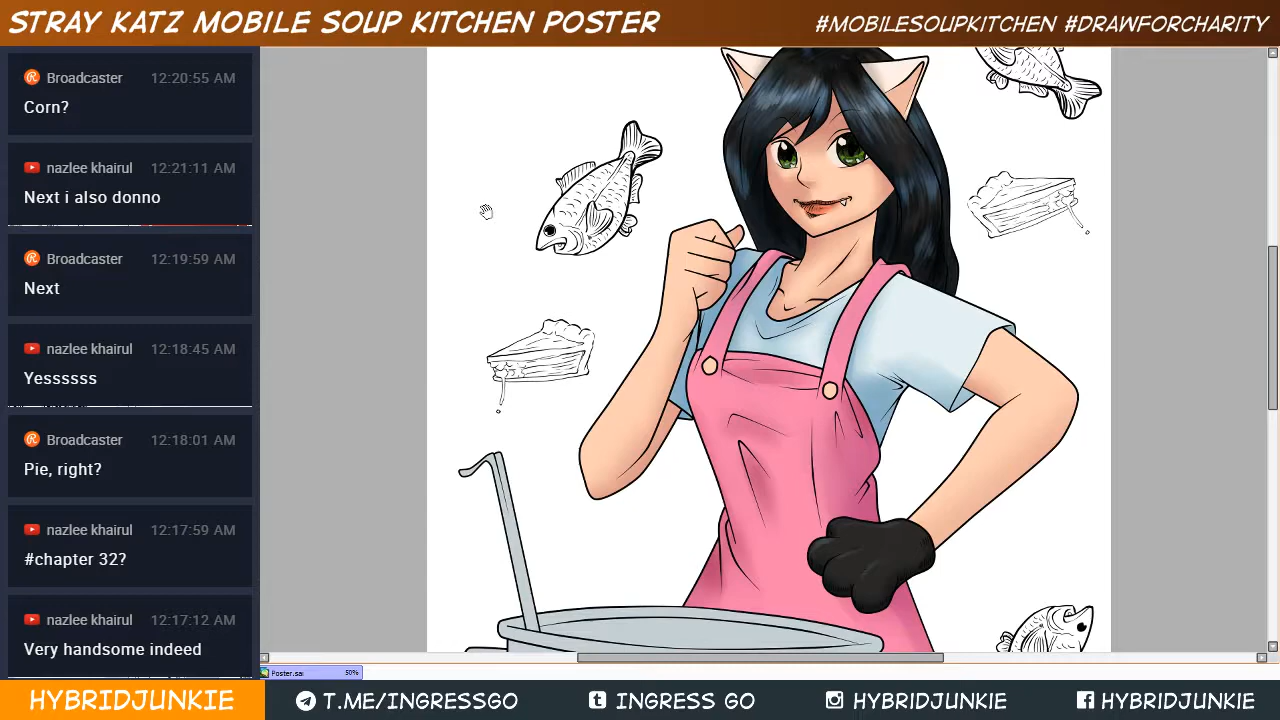 STRAY KATZ MOBILE SOUP KITCHEN POSTER
#MOBILESOUPKITCHEN #DRAWFORCHARITY
Broadcaster 12:20:55 AM
Corn?
nazlee khairul 12:21:11 AM
Next i also donno
Broadcaster 12:19:59 AM
Next
nazlee khairul 12:18:45 AM
Yessssss
Broadcaster 12:18:01 AM
Pie, right?
nazlee khairul 12:17:59 AM
#chapter 32?
nazlee khairul 12:17:12 AM
Very handsome indeed
Poster.sai 50%
HYBRIDJUNKIE
T.ME/INGRESSGO
INGRESS GO
HYBRIDJUNKIE
HYBRIDJUNKIE